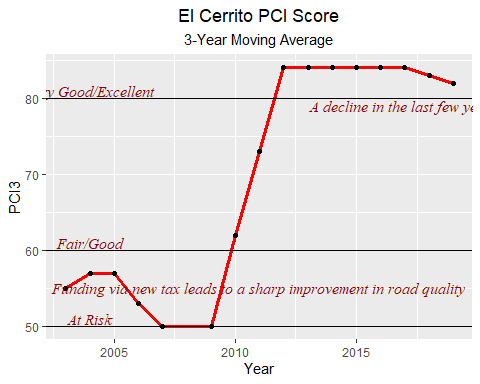 El Cerrito PCI Score
3-Year Moving Average
y Good/Excellent
A decline in the last few ye
Fair/Good
Funding via new tax leads to a sharp improvement in road quality
At Risk
80
70
60
50
PCI3
2005
2010
2015
Year